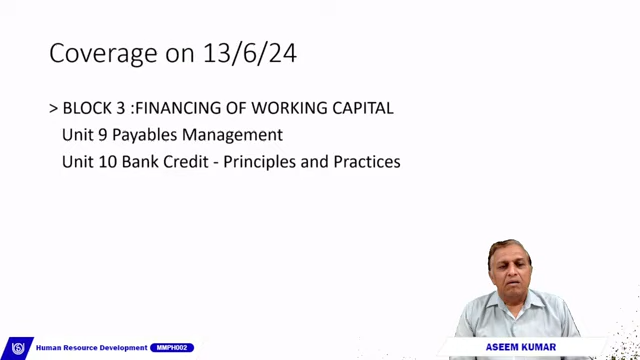 Coverage on 13/6/24
> BLOCK 3 :FINANCING OF WORKING CAPITAL
Unit 9 Payables Management
Unit 10 Bank Credit - Principles and Practices
ASEEM KUMAR
Human Resource Development MMPH002